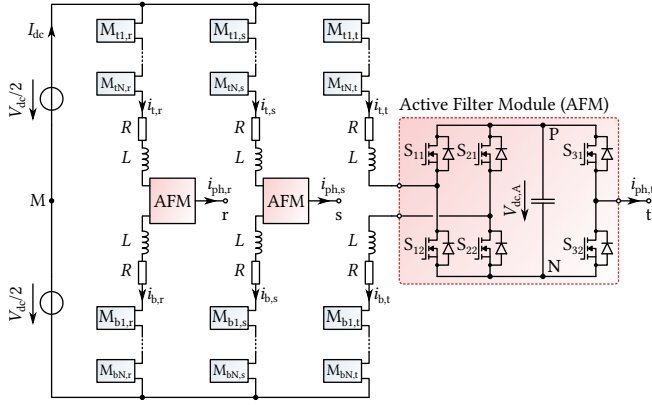 I_dc
V_dc/2
M
V_dc/2
M_t1,r
M_tN,r
i_t,r
R
L
AFM
i_ph,r
r
L
R
i_b,r
M_b1,r
M_bN,r
M_t1,s
M_tN,s
i_t,s
R
L
AFM
i_ph,s
s
L
R
i_b,s
M_b1,s
M_bN,s
M_t1,t
M_tN,t
i_t,t
R
L
L
R
i_b,t
M_b1,t
M_bN,t
Active Filter Module (AFM)
P
S_11
S_21
S_31
V_dc,A
S_12
S_22
S_32
N
i_ph,t
t